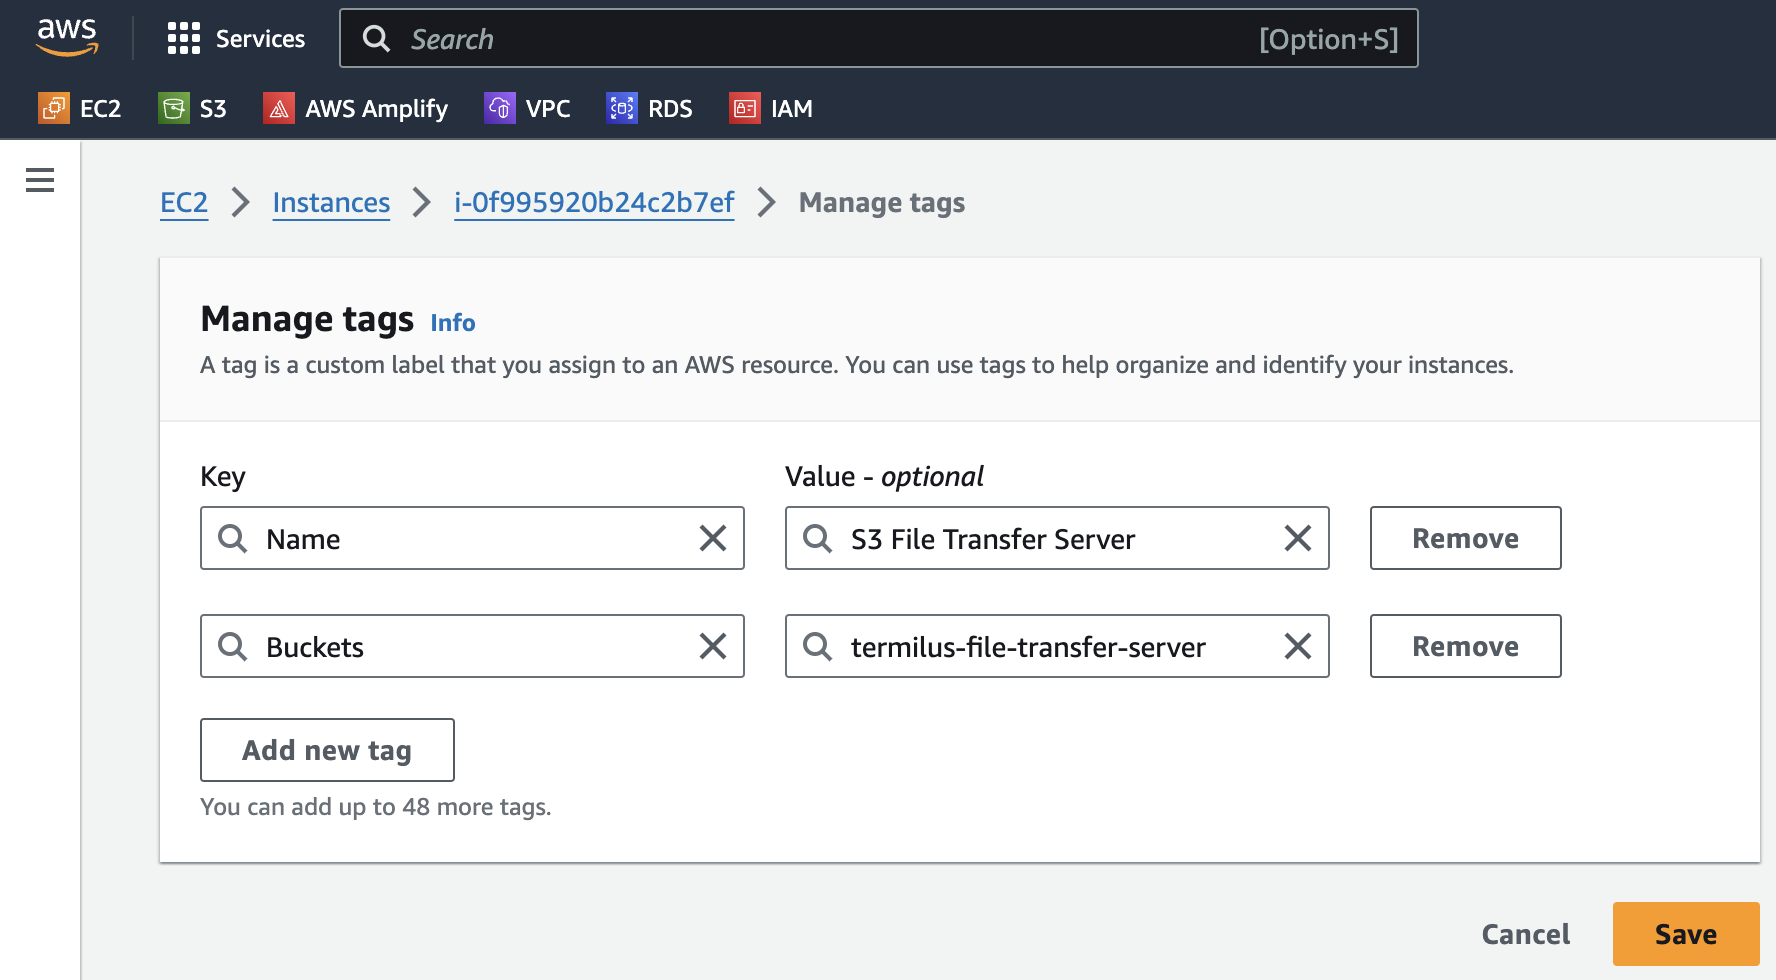 aws
Services
Search [Option+S]
EC2 S3 AWS Amplify VPC RDS IAM
EC2 Instances i-0f995920b24c2b7ef Manage tags
Manage tags Info
A tag is a custom label that you assign to an AWS resource. You can use tags to help organize and identify your instances.
Key Value - optional
Name S3 File Transfer Server Remove
Buckets termilus-file-transfer-server Remove
Add new tag
You can add up to 48 more tags.
Cancel Save